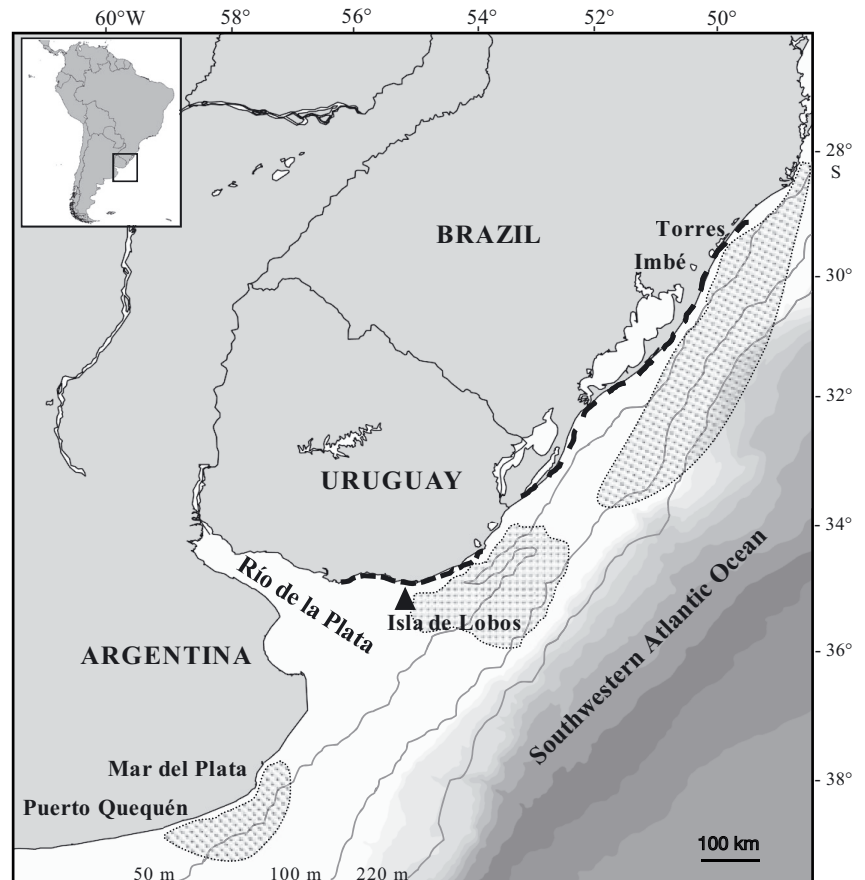 60°W 58° 56° 54° 52° 50°
28°
S
BRAZIL
Torres
Imbé
30°
32°
URUGUAY
34°
Río de la Plata
Isla de Lobos
Southwestern Atlantic Ocean
ARGENTINA
36°
Mar del Plata
38°
Puerto Quequén
100 km
50 m 100 m 220 m